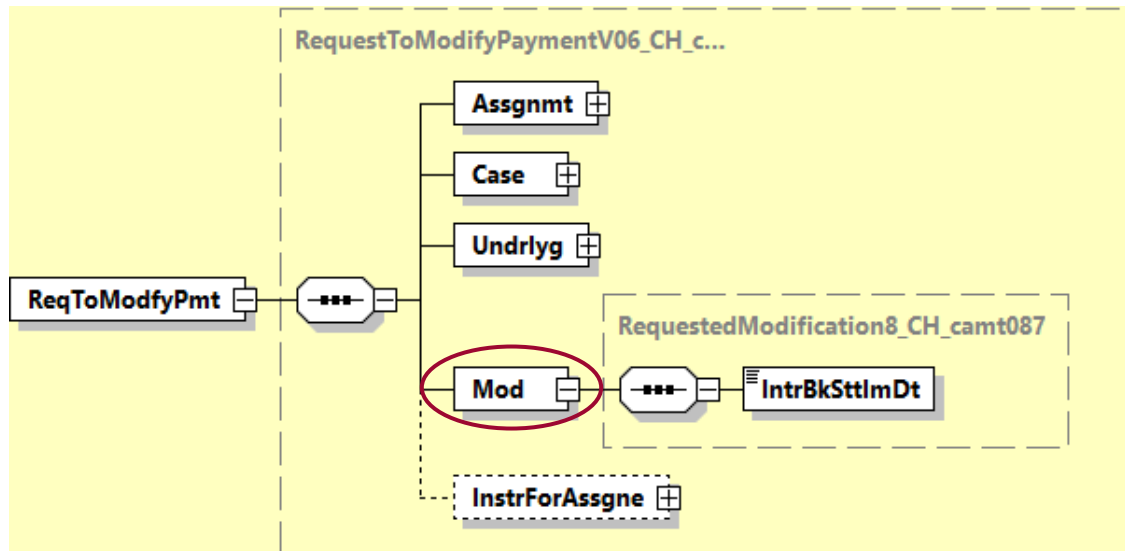 RequestToModifyPaymentV06_CH_c...
Assgnmt
Case
Undrlyg
ReqToModfyPmt
RequestedModification8_CH_camt087
Mod
IntrBkSttlmDt
InstrForAssgne